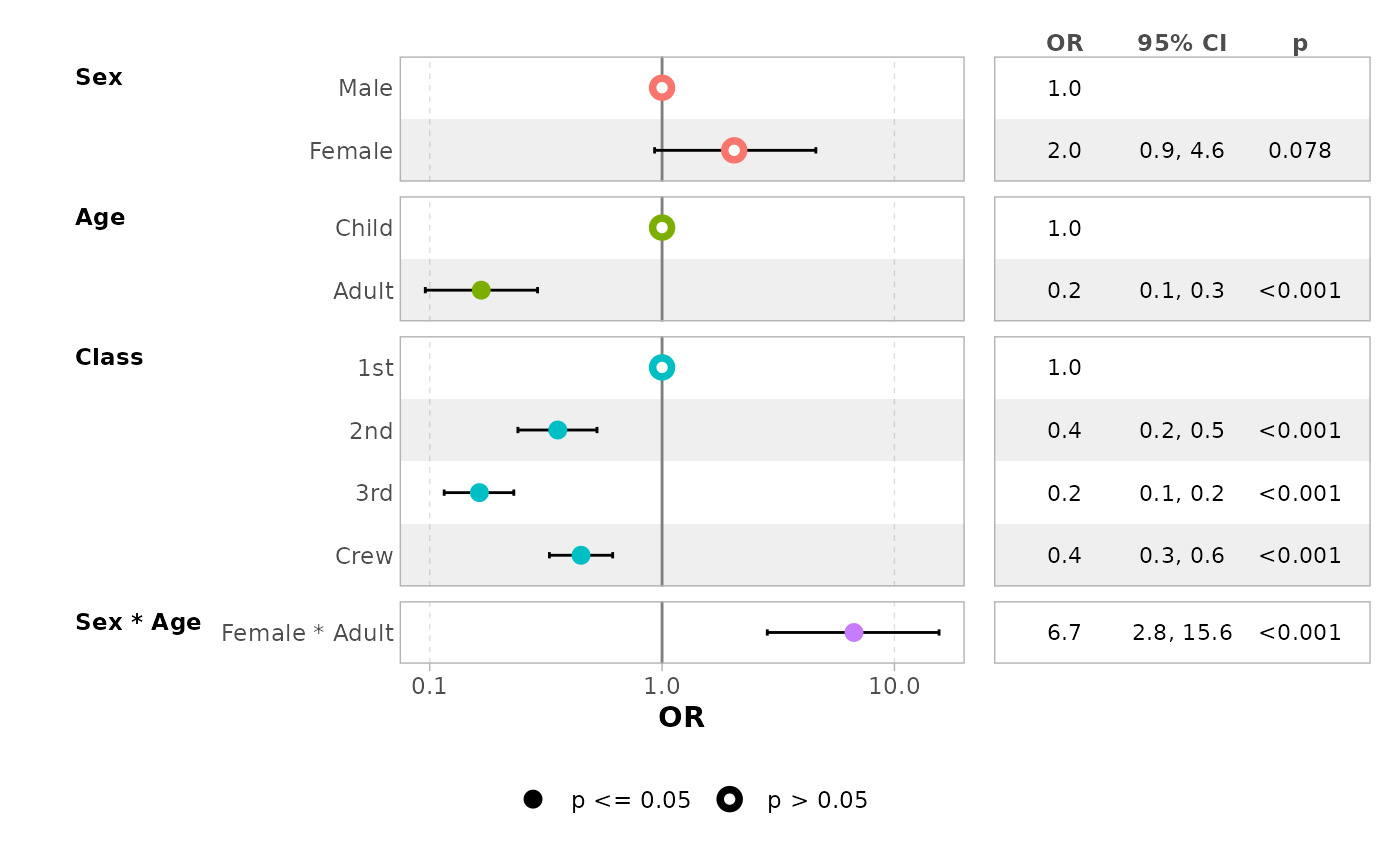 OR 95% CI p
Sex
Male 1.0
Female 2.0 0.9, 4.6 0.078
Age
Child 1.0
Adult 0.2 0.1, 0.3 <0.001
Class
1st 1.0
2nd 0.4 0.2, 0.5 <0.001
3rd 0.2 0.1, 0.2 <0.001
Crew 0.4 0.3, 0.6 <0.001
Sex * Age Female * Adult 6.7 2.8, 15.6 <0.001
0.1 1.0 10.0
OR
p <= 0.05 p > 0.05